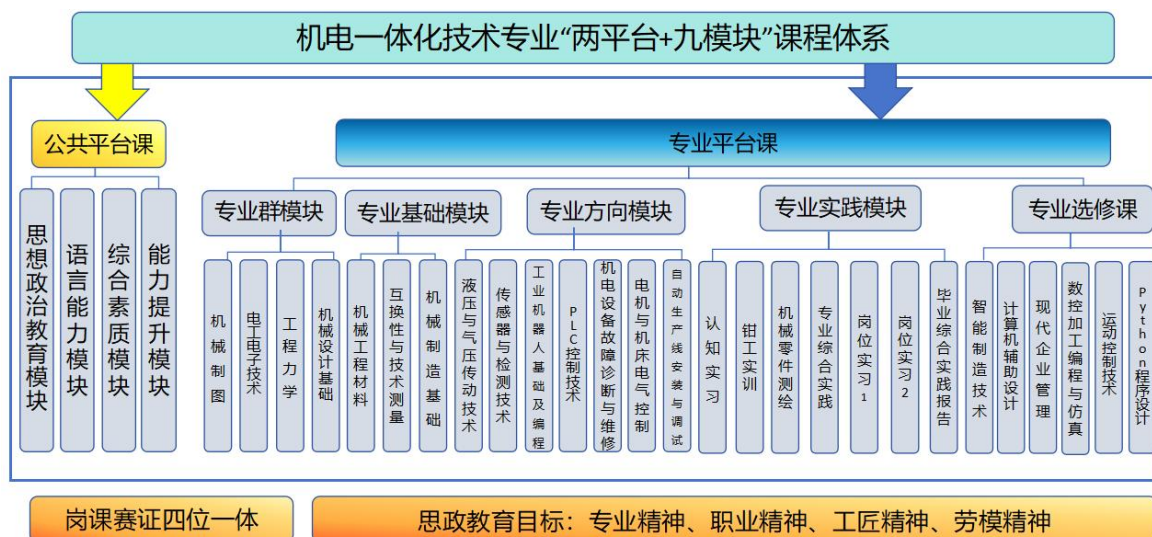 机电一体化技术专业“两平台+九模块”课程体系
公共平台课
专业平台课
思想政治教育模块
语言能力模块
综合素质模块
能力提升模块
专业群模块
专业基础模块
专业方向模块
专业实践模块
专业选修课
机械制图
电工电子技术
工程力学
机械设计基础
机械工程材料
互换性与技术测量
机械制造基础
液压与气压传动技术
传感器与检测技术
工业机器人基础及编程
PLC控制技术
机电设备故障诊断与维修
电机与机床电气控制
自动生产线安装与调试
认知实习
钳工实训
机械零件测绘
专业综合实践
岗位实习1
岗位实习2
毕业综合实践报告
智能制造技术
计算机辅助设计
现代企业管理
数控加工编程与仿真
运动控制技术
Python程序设计
岗课赛证四位一体
思政教育目标：专业精神、职业精神、工匠精神、劳模精神